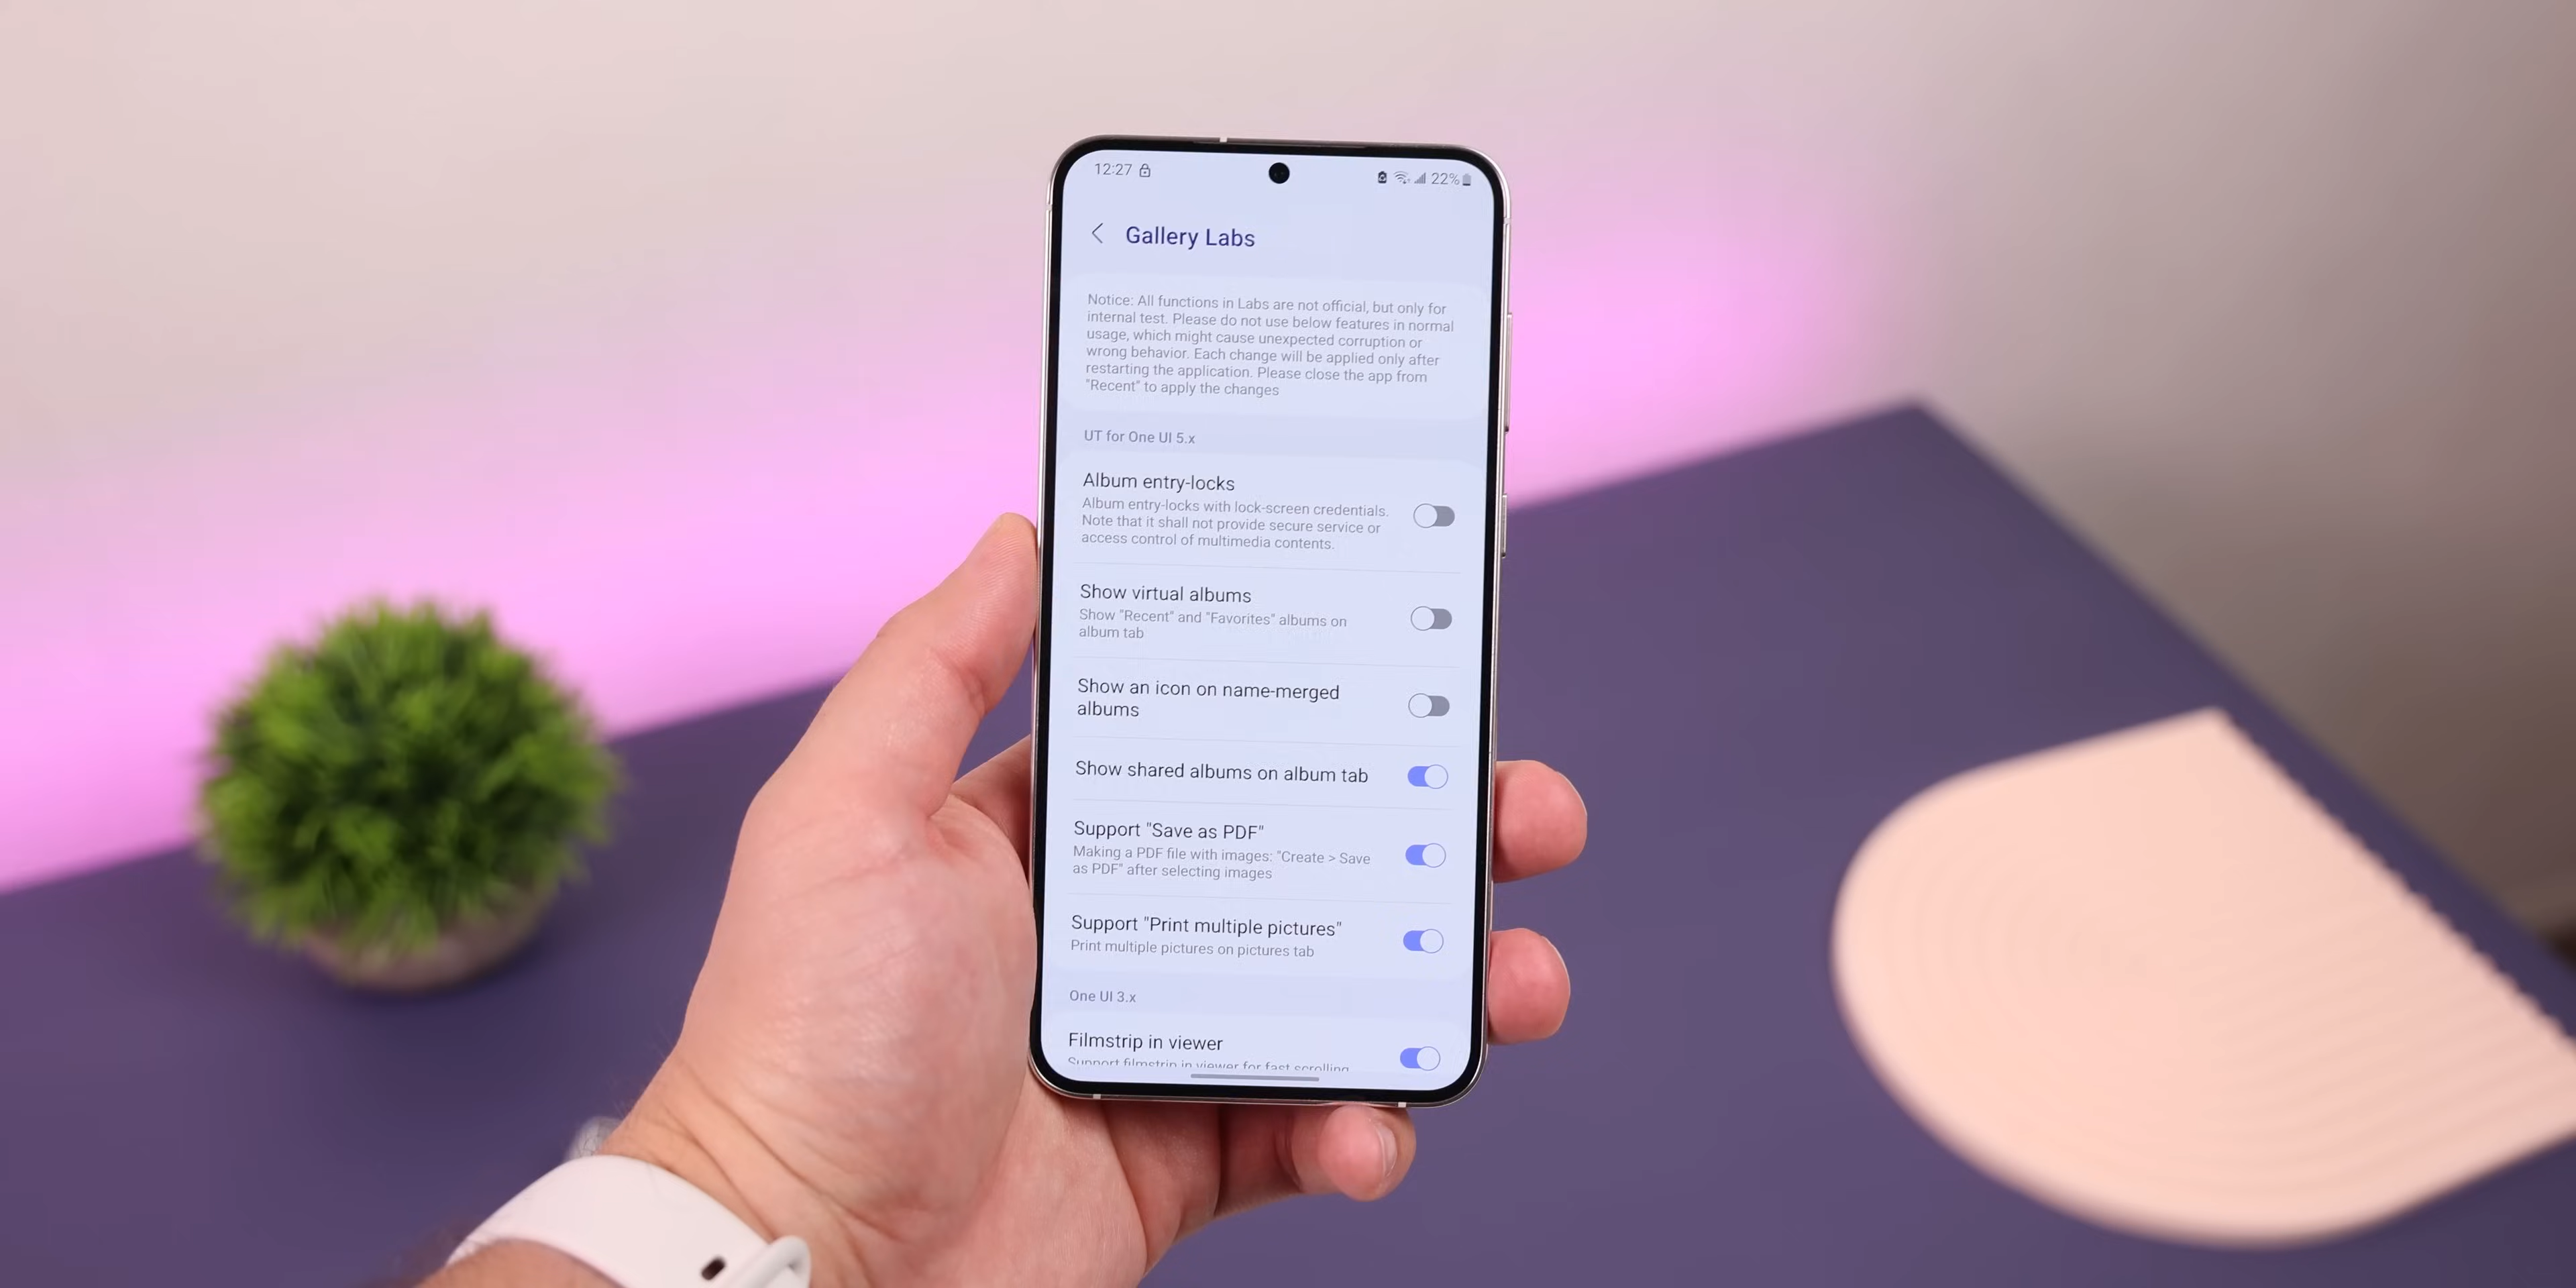 12:27
22%
Gallery Labs
Notice: All functions in Labs are not official, but only for
internal test. Please do not use below features in normal
usage, which might cause unexpected corruption or
wrong behavior. Each change will be applied only after
restarting the application. Please close the app from
"Recent" to apply the changes
UT for One UI 5.x
Album entry-locks
Album entry-locks with lock-screen credentials.
Note that it shall not provide secure service or
access control of multimedia contents.
Show virtual albums
Show "Recent" and "Favorites" albums on
album tab
Show an icon on name-merged
albums
Show shared albums on album tab
Support "Save as PDF"
Making a PDF file with images: "Create > Save
as PDF" after selecting images
Support "Print multiple pictures"
Print multiple pictures on pictures tab
One UI 3.x
Filmstrip in viewer
Support filmstrip in viewer for fast scrolling